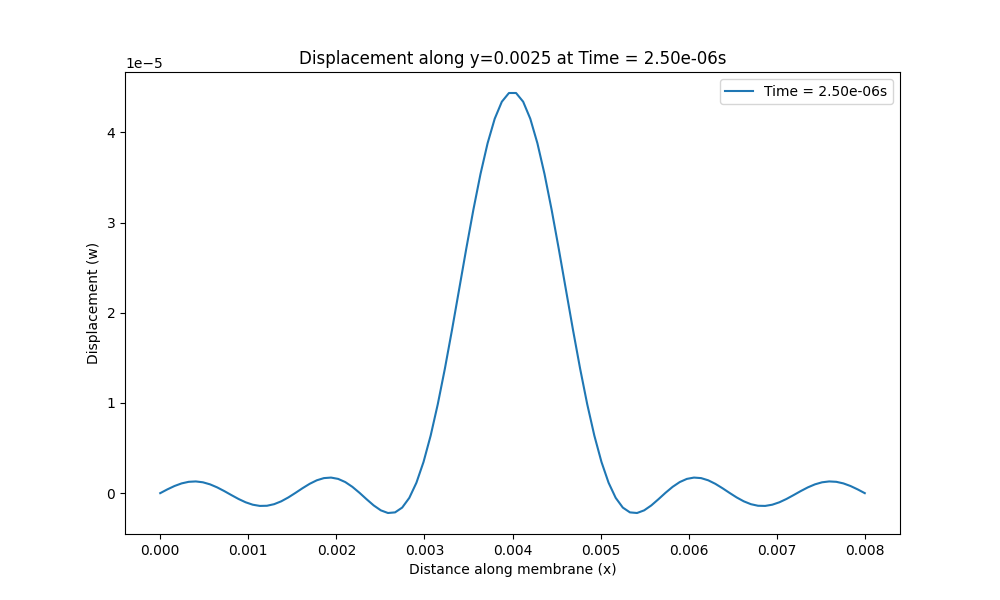 Displacement along y=0.0025 at Time = 2.50e-06s
1e−5
Time = 2.50e-06s
4
3
2
1
0
Displacement (w)
0.000 0.001 0.002 0.003 0.004 0.005 0.006 0.007 0.008
Distance along membrane (x)